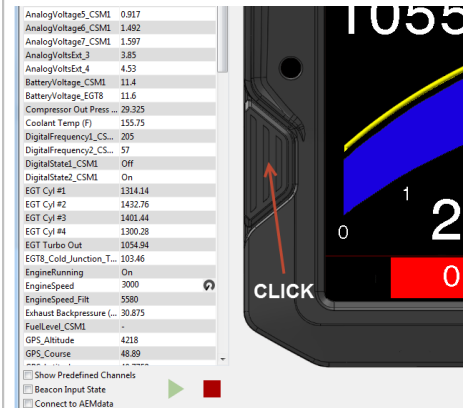 AnalogVoltage5_CSM1 0.917
AnalogVoltage6_CSM1 1.492
AnalogVoltage7_CSM1 1.597
AnalogVoltsExt_3 3.85
AnalogVoltsExt_4 4.53
BatteryVoltage_CSM1 11.4
BatteryVoltage_EGT8 11.6
Compressor Out Press ... 29.325
Coolant Temp (F) 155.75
DigitalFrequency1_CS... 205
DigitalFrequency2_CS... 57
DigitalState1_CSM1 Off
DigitalState2_CSM1 On
EGT Cyl #1 1314.14
EGT Cyl #2 1432.76
EGT Cyl #3 1401.44
EGT Cyl #4 1300.28
EGT Turbo Out 1054.94
EGT8_Cold_Junction_T... 103.46
EngineRunning On
EngineSpeed 3000
EngineSpeed_Filt 5580
Exhaust Backpressure (... 30.875
FuelLevel_CSM1 -
GPS_Altitude 4218
GPS_Course 48.89
Show Predefined Channels
Beacon Input State
Connect to AEMdata
CLICK
1055
0
1
2
0